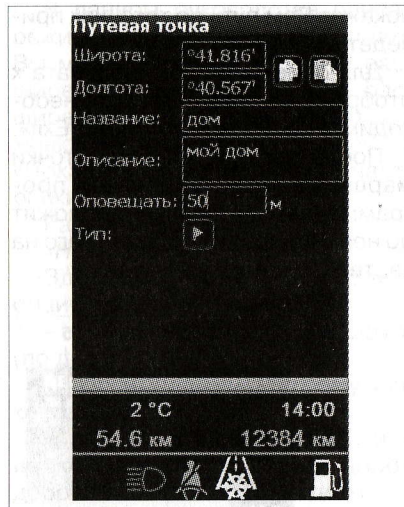 Путевая точка
Широта: °41.816'
Долгота: °40.567'
Название: дом
Описание: мой дом
Оповещать: 50 м
Тип:
2 °C 14:00
54.6 км 12384 км